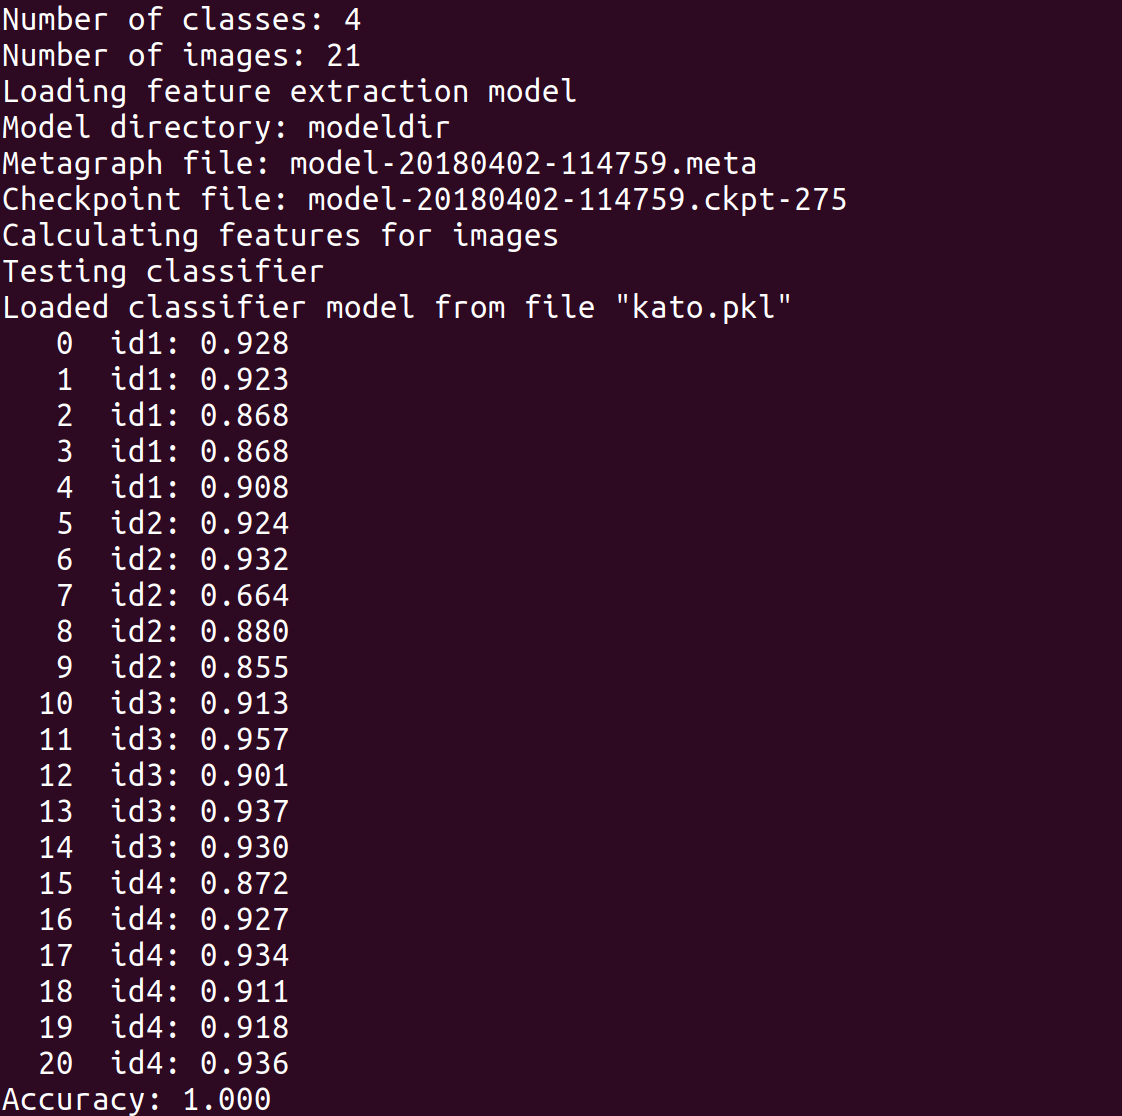 Number of classes: 4
Number of images: 21
Loading feature extraction model
Model directory: modeldir
Metagraph file: model-20180402-114759.meta
Checkpoint file: model-20180402-114759.ckpt-275
Calculating features for images
Testing classifier
Loaded classifier model from file "kato.pkl"
   0  id1: 0.928
   1  id1: 0.923
   2  id1: 0.868
   3  id1: 0.868
   4  id1: 0.908
   5  id2: 0.924
   6  id2: 0.932
   7  id2: 0.664
   8  id2: 0.880
   9  id2: 0.855
  10  id3: 0.913
  11  id3: 0.957
  12  id3: 0.901
  13  id3: 0.937
  14  id3: 0.930
  15  id4: 0.872
  16  id4: 0.927
  17  id4: 0.934
  18  id4: 0.911
  19  id4: 0.918
  20  id4: 0.936
Accuracy: 1.000